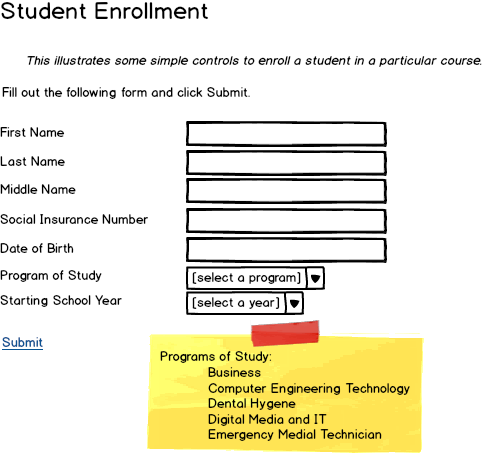 Student Enrollment
This illustrates some simple controls to enroll a student in a particular course.
Fill out the following form and click Submit.
First Name
Last Name
Middle Name
Social Insurance Number
Date of Birth
Program of Study [select a program]
Starting School Year [select a year]
Submit
Programs of Study:
Business
Computer Engineering Technology
Dental Hygene
Digital Media and IT
Emergency Medial Technician